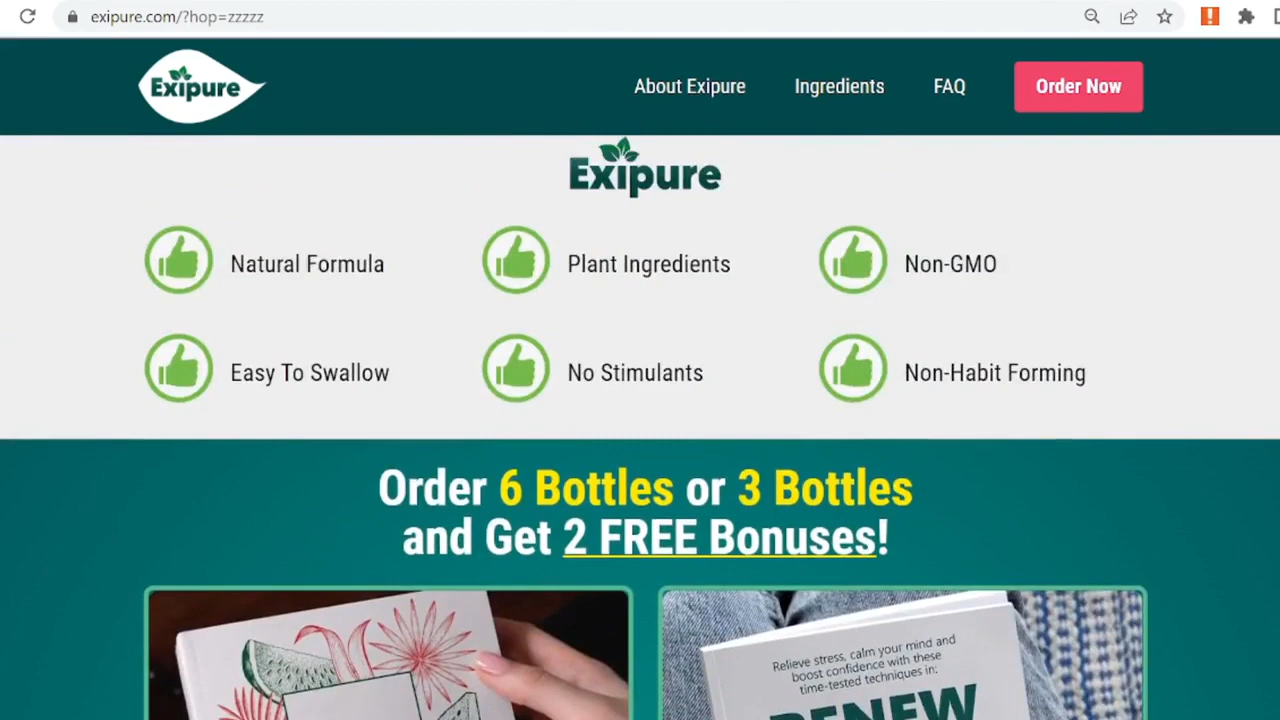 exipure.com/?hop=zzzzz
Exipure
About Exipure
Ingredients
FAQ
Order Now
Exipure
Natural Formula
Plant Ingredients
Non-GMO
Easy To Swallow
No Stimulants
Non-Habit Forming
Order 6 Bottles or 3 Bottles
and Get 2 FREE Bonuses!
Relieve stress, calm your mind and
boost confidence with these
time-tested techniques in:
RENEW